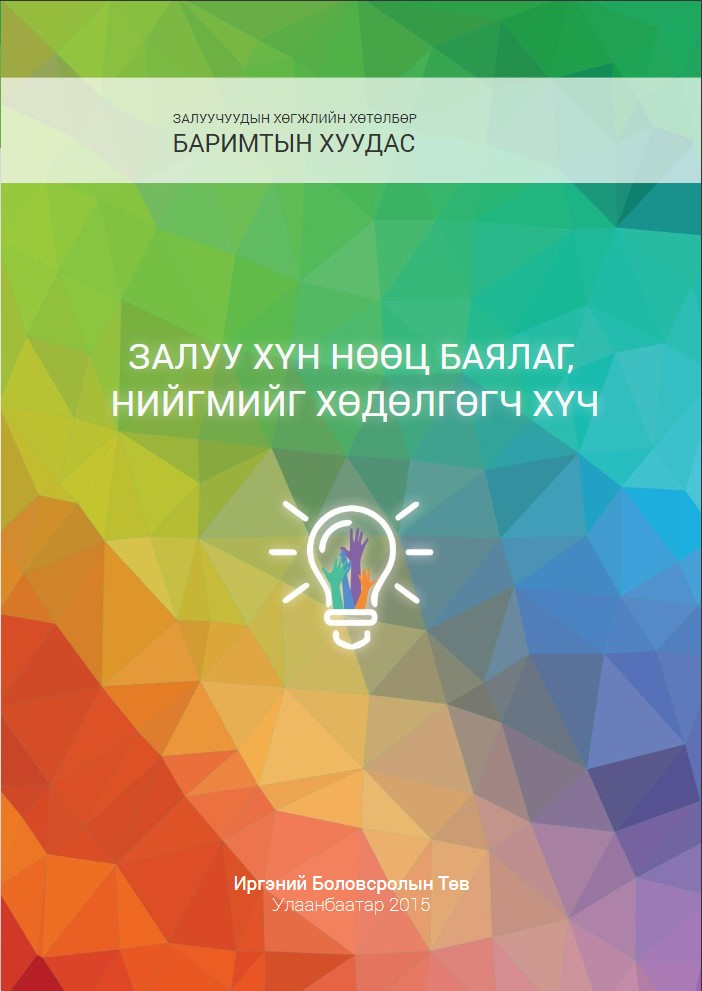 ЗАЛУУЧУУДЫН ХӨГЖЛИЙН ХӨТӨЛБӨР
БАРИМТЫН ХУУДАС
ЗАЛУУ ХҮН НӨӨЦ БАЯЛАГ,
НИЙГМИЙГ ХӨДӨЛГӨГЧ ХҮЧ
Иргэний Боловсролын Төв
Улаанбаатар 2015